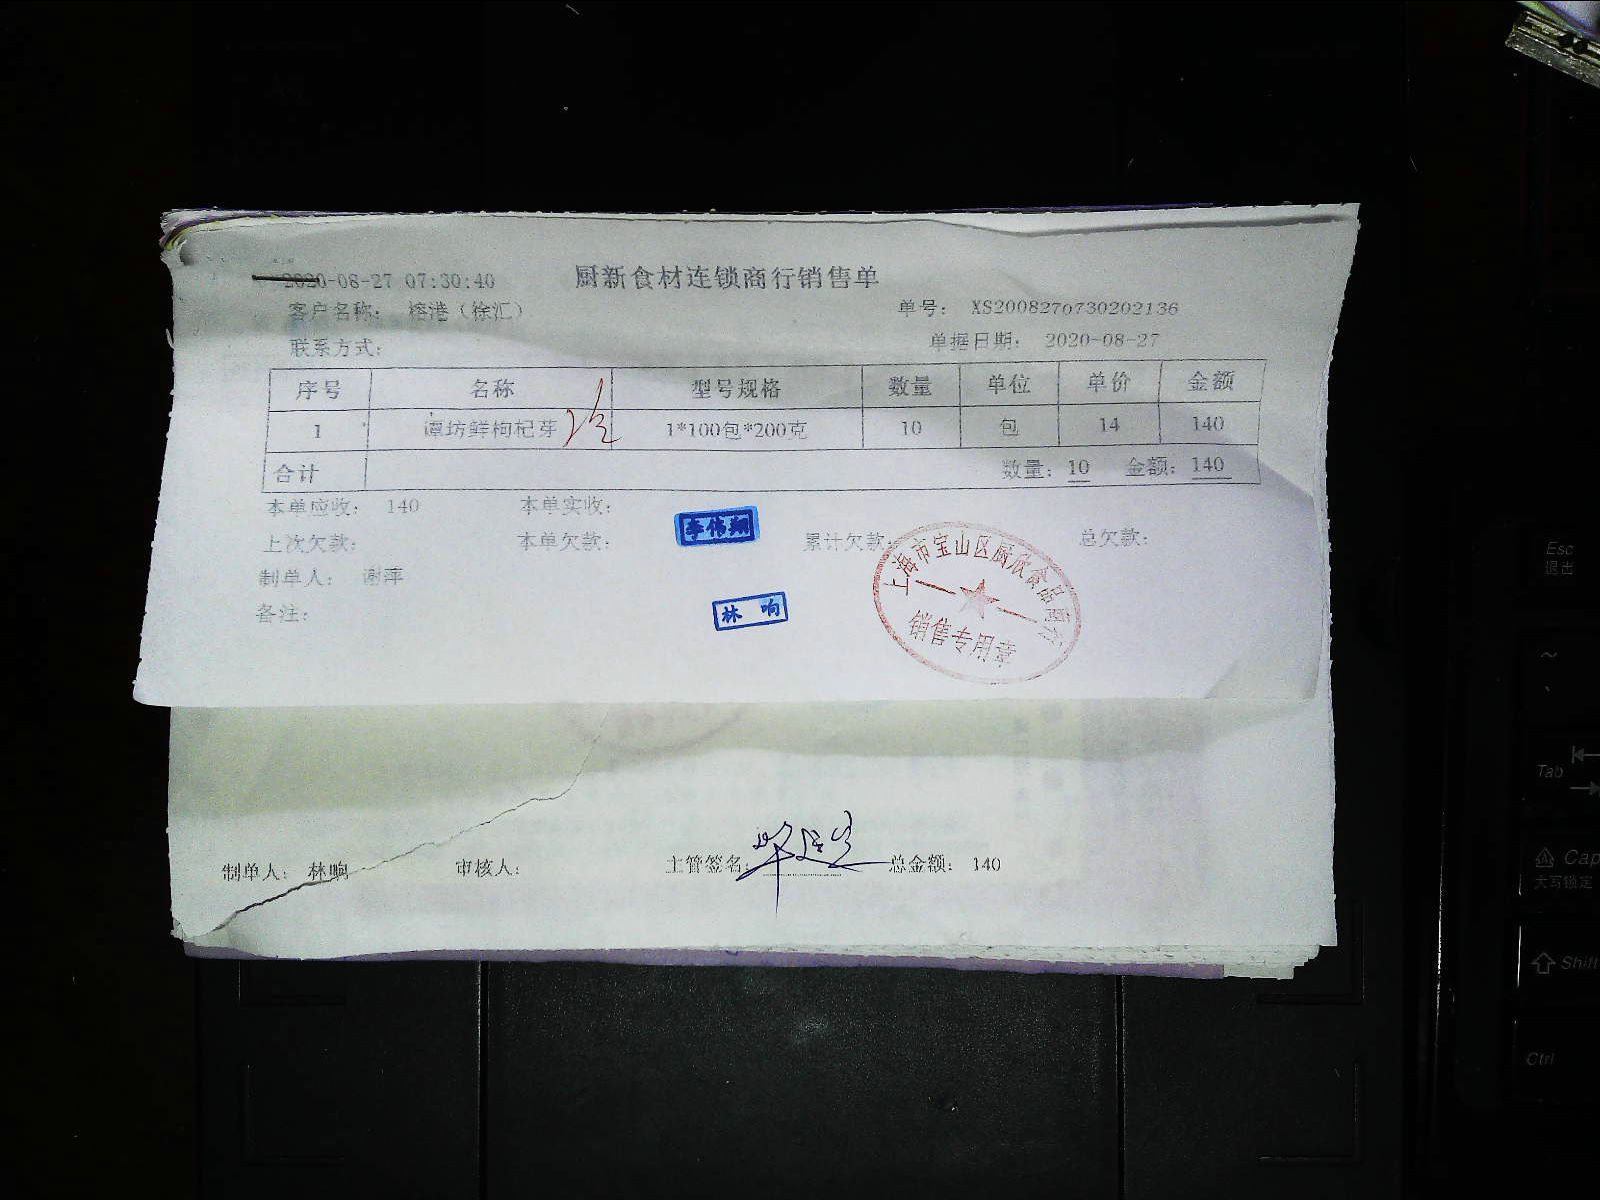 2020-08-27 07:30:40
厨新食材连锁商行销售单
客户名称： 榕港（徐汇）
单号： XS2008270730202136
联系方式：
单据日期： 2020-08-27
序号 名称 型号规格 数量 单位 单价 金额
1 谭坊鲜枸杞芽 1*100包*200克 10 包 14 140
合计 数量：10 金额：140
本单应收： 140 本单实收：
上次欠款： 本单欠款： 累计欠款： 总欠款：
制单人： 谢萍
备注：
李伟翔
林响
上海市宝山区厨欣食品商行
销售专用章
制单人： 林响 审核人： 主管签名： 总金额： 140
Esc
退出
~
Tab
Cap
大写锁定
Shift
Ctrl